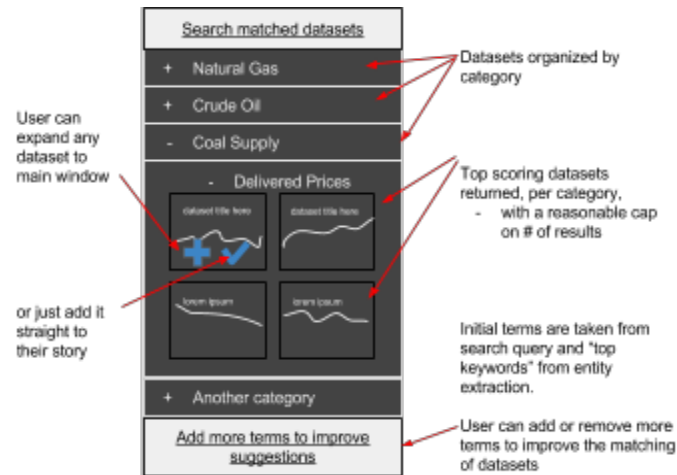 Search matched datasets
+ Natural Gas
+ Crude Oil
- Coal Supply
- Delivered Prices
dataset title here
dataset title here
lorem ipsum
lorem ipsum
+ Another category
Add more terms to improve
suggestions
User can
expand any
dataset to
main window
or just add it
straight to
their story
Datasets organized by
category
Top scoring datasets
returned, per category,
- with a reasonable cap
on # of results
Initial terms are taken from
search query and "top
keywords" from entity
extraction.
User can add or remove more
terms to improve the matching
of datasets